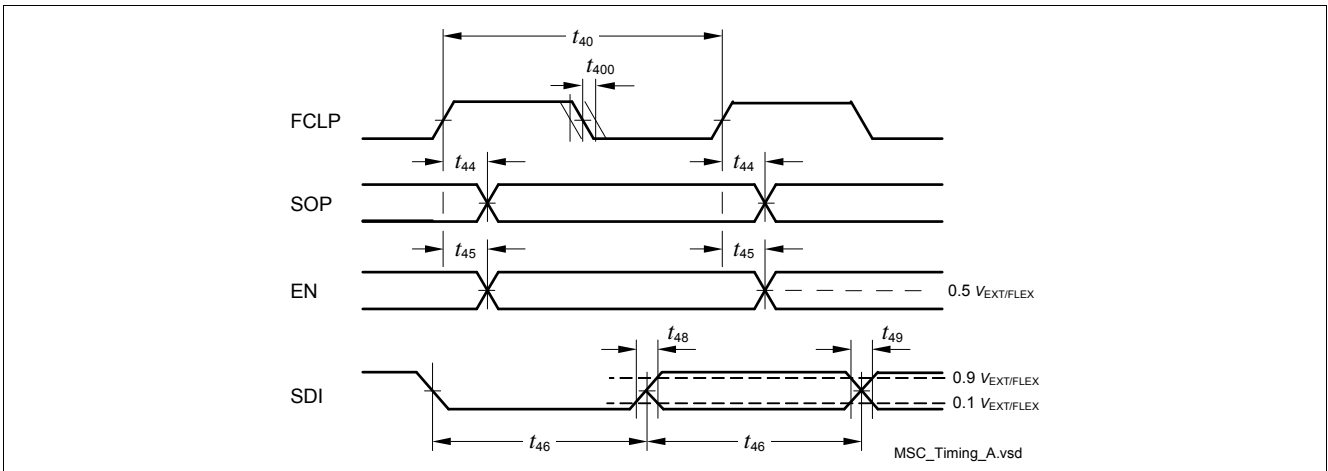 t40
t400
FCLP
t44 t44
SOP
t45 t45
EN
0.5 VEXT/FLEX
t48 t49
0.9 VEXT/FLEX
SDI
0.1 VEXT/FLEX
t46 t46
MSC_Timing_A.vsd